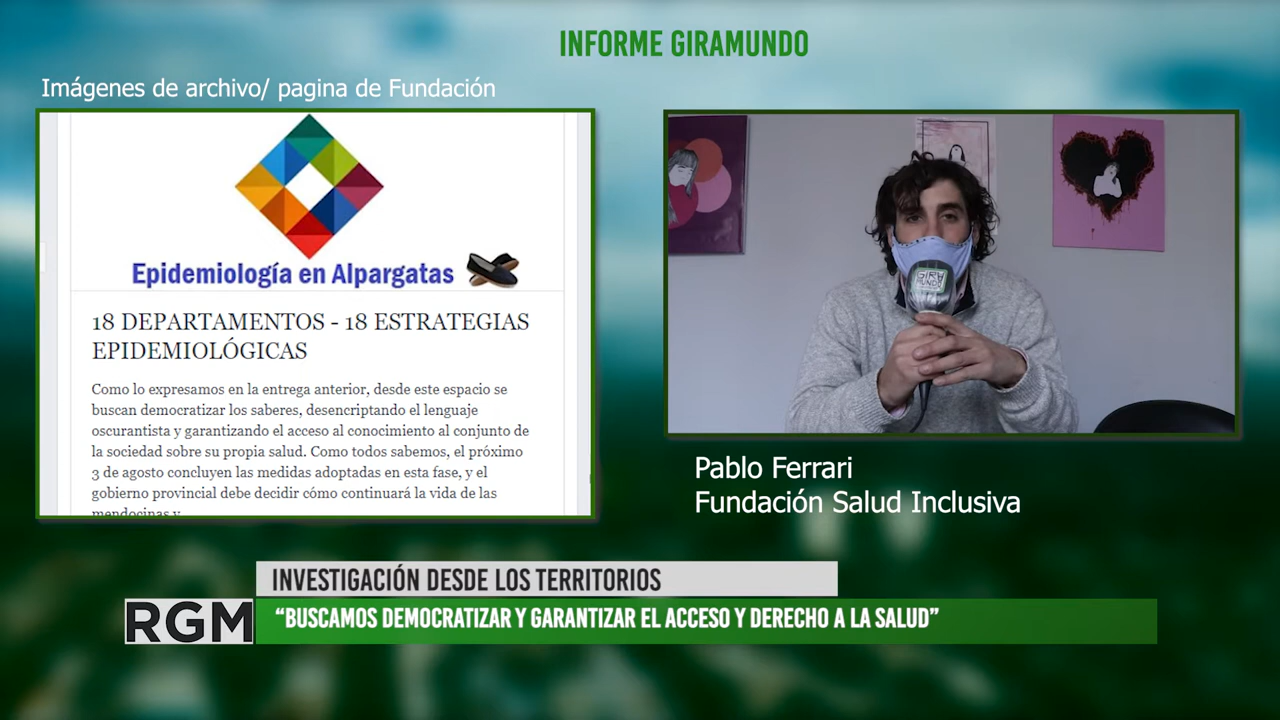 INFORME GIRAMUNDO
Imágenes de archivo/ pagina de Fundación
Epidemiología en Alpargatas
18 DEPARTAMENTOS - 18 ESTRATEGIAS
EPIDEMIOLÓGICAS
Como lo expresamos en la entrega anterior, desde este espacio se
buscan democratizar los saberes, desencriptando el lenguaje
oscurantista y garantizando el acceso al conocimiento al conjunto de
la sociedad sobre su propia salud. Como todos sabemos, el próximo
3 de agosto concluyen las medidas adoptadas en esta fase, y el
gobierno provincial debe decidir cómo continuará la vida de las
mendocinas y
GIRA
MUNDO
Pablo Ferrari
Fundación Salud Inclusiva
INVESTIGACIÓN DESDE LOS TERRITORIOS
RGM
“BUSCAMOS DEMOCRATIZAR Y GARANTIZAR EL ACCESO Y DERECHO A LA SALUD”